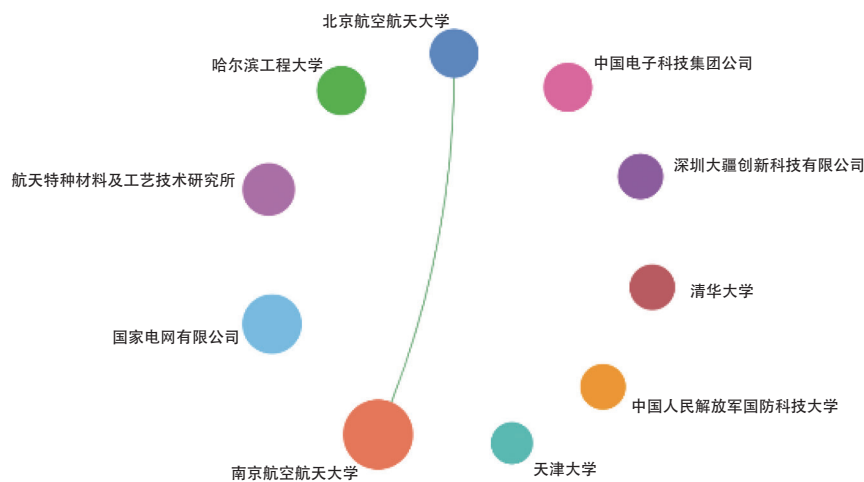 北京航空航天大学
哈尔滨工程大学
中国电子科技集团公司
深圳大疆创新科技有限公司
航天特种材料及工艺技术研究所
清华大学
国家电网有限公司
中国人民解放军国防科技大学
天津大学
南京航空航天大学